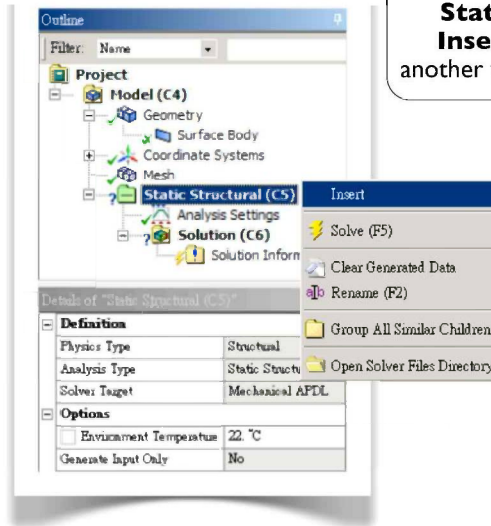 Outline
Filter: Name
Project
Model (C4)
Geometry
Surface Body
Coordinate Systems
Mesh
Static Structural (C5)
Analysis Settings
Solution (C6)
Solution Inform
Insert
Solve (F5)
Clear Generated Data
Rename (F2)
Group All Similar Children
Open Solver Files Directory
Details of "Static Structural (C5)"
Definition
Physics Type Structural
Analysis Type Static Structu
Solver Target Mechanical APDL
Options
Environment Temperature 22. °C
Generate Input Only No
Stat
Inse
another